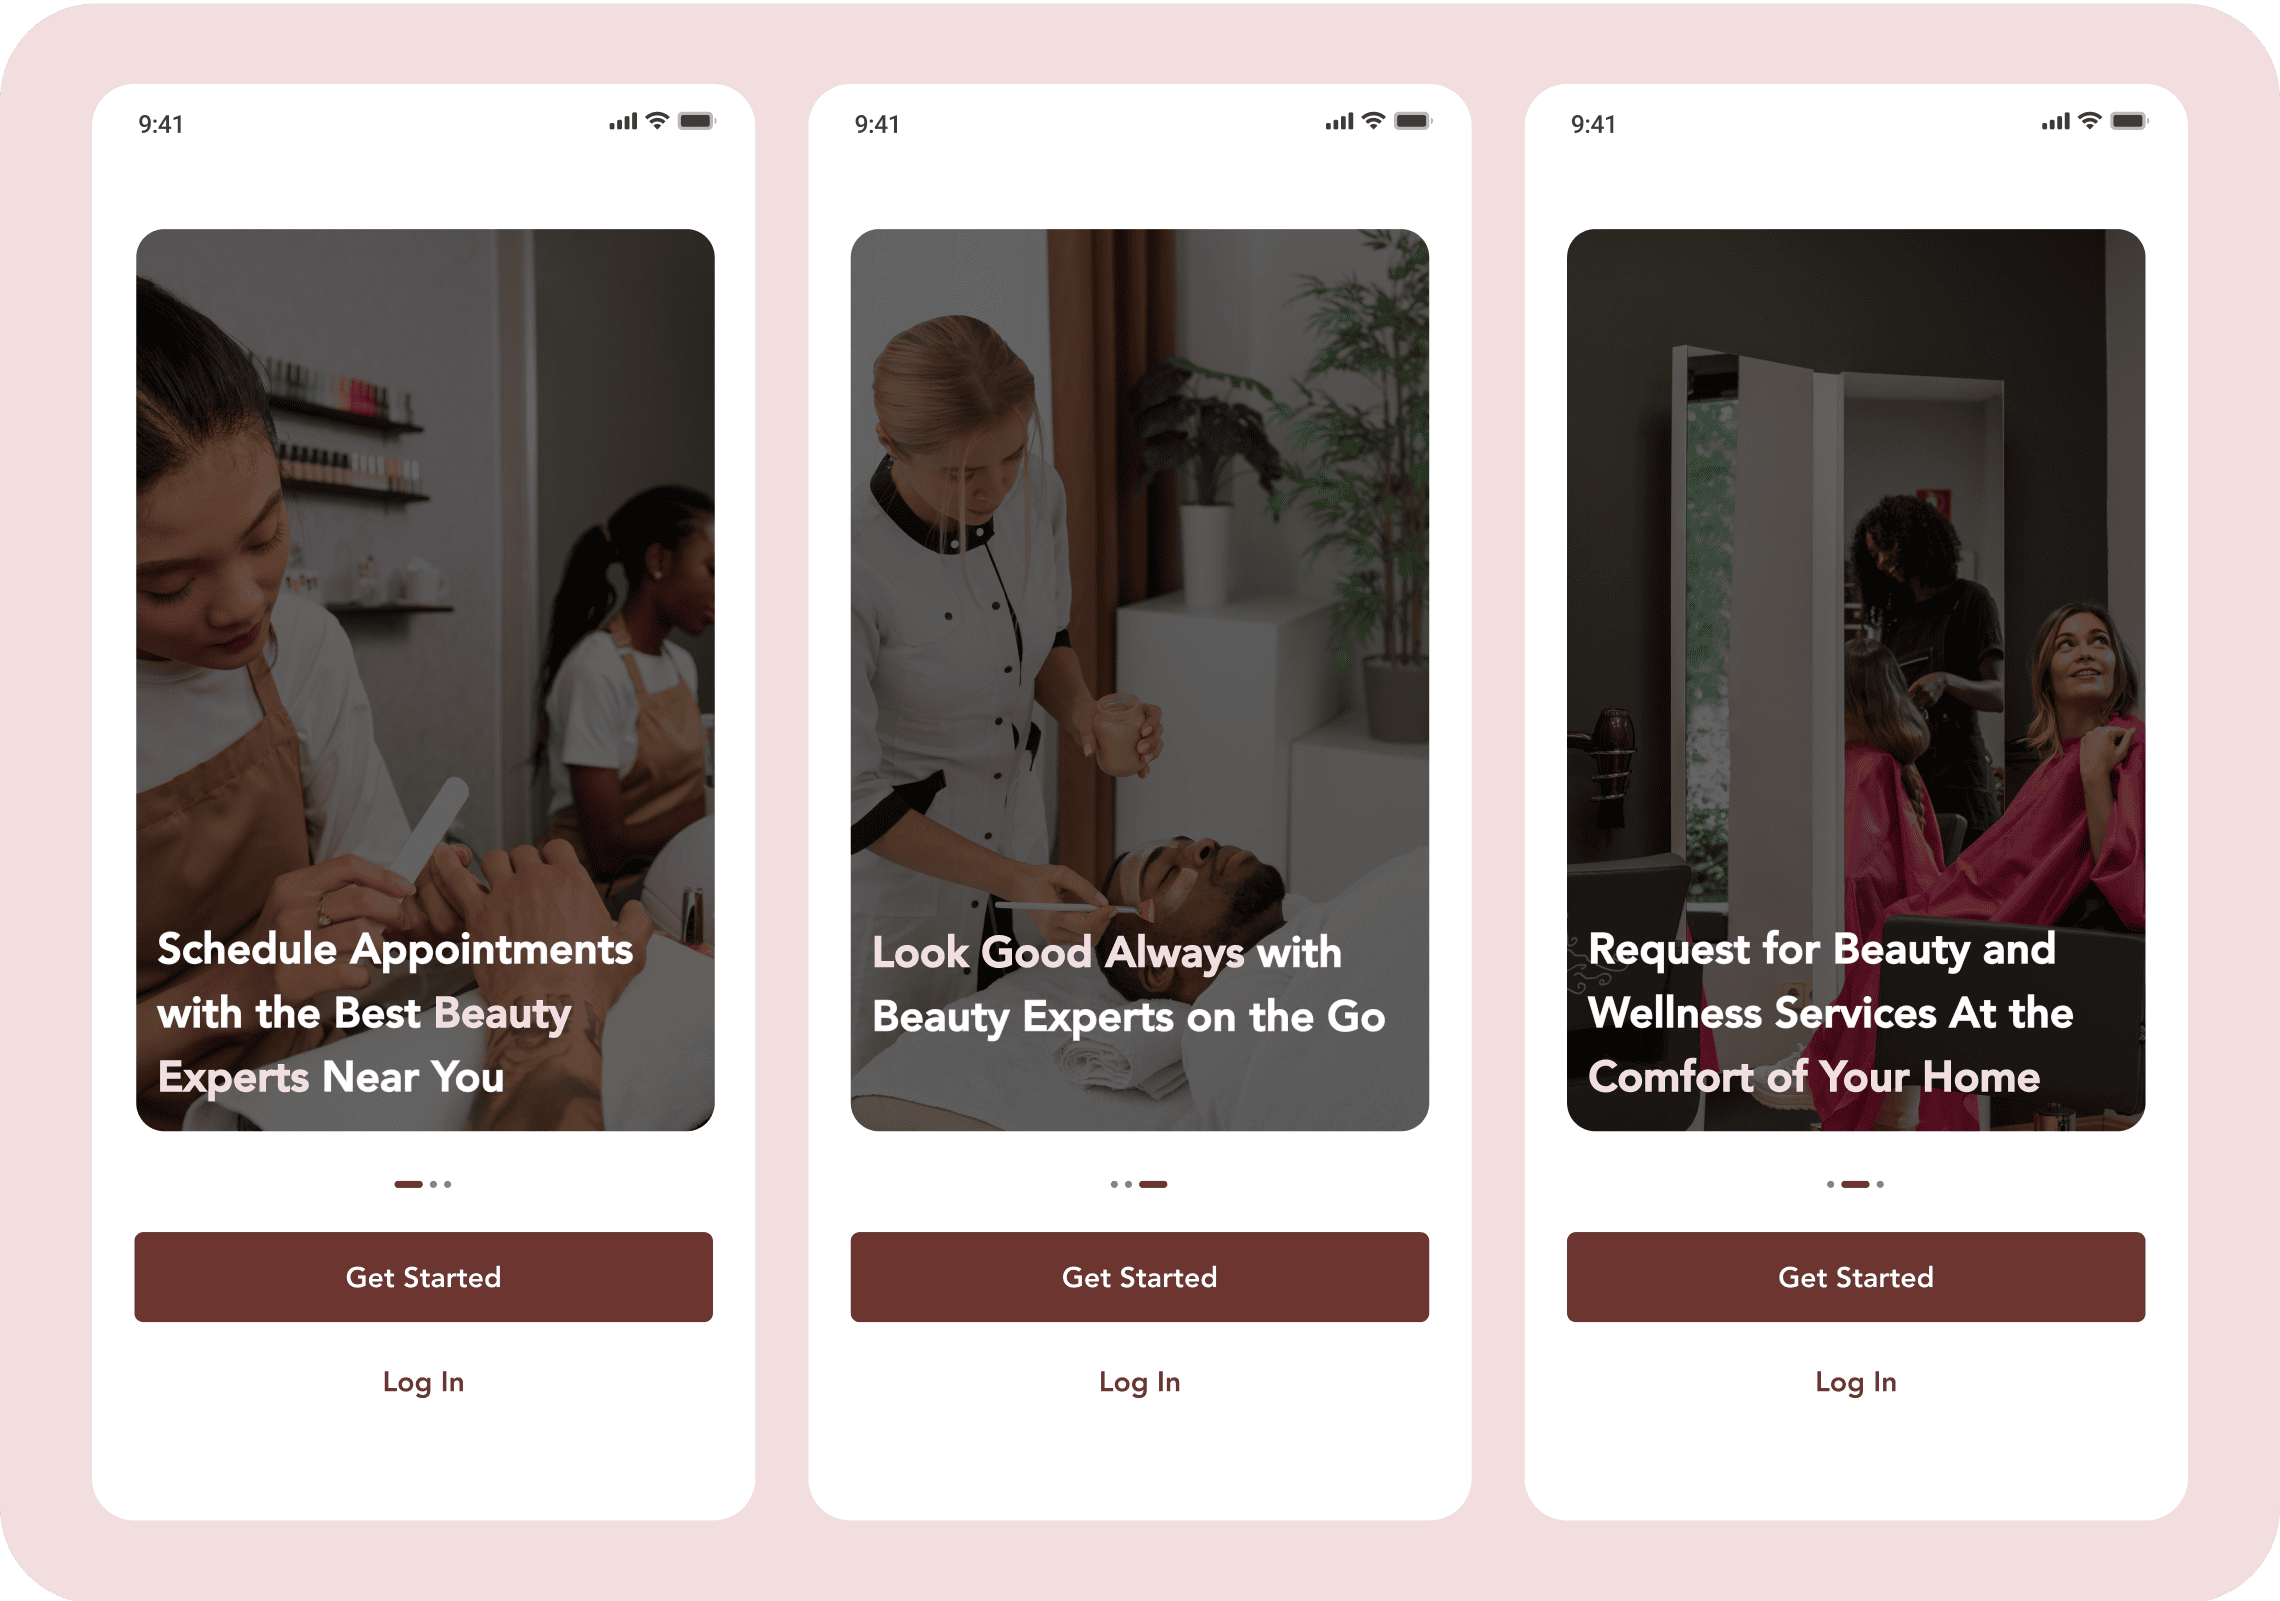 9:41
Schedule Appointments
with the Best Beauty
Experts Near You
Get Started
Log In
9:41
Look Good Always with
Beauty Experts on the Go
Get Started
Log In
9:41
Request for Beauty and
Wellness Services At the
Comfort of Your Home
Get Started
Log In